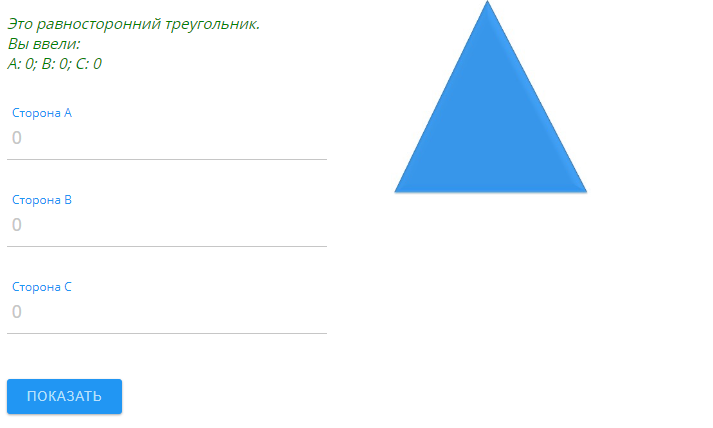 Это равносторонний треугольник.
Вы ввели:
A: 0; B: 0; C: 0
Сторона A
0
Сторона B
0
Сторона C
0
ПОКАЗАТЬ